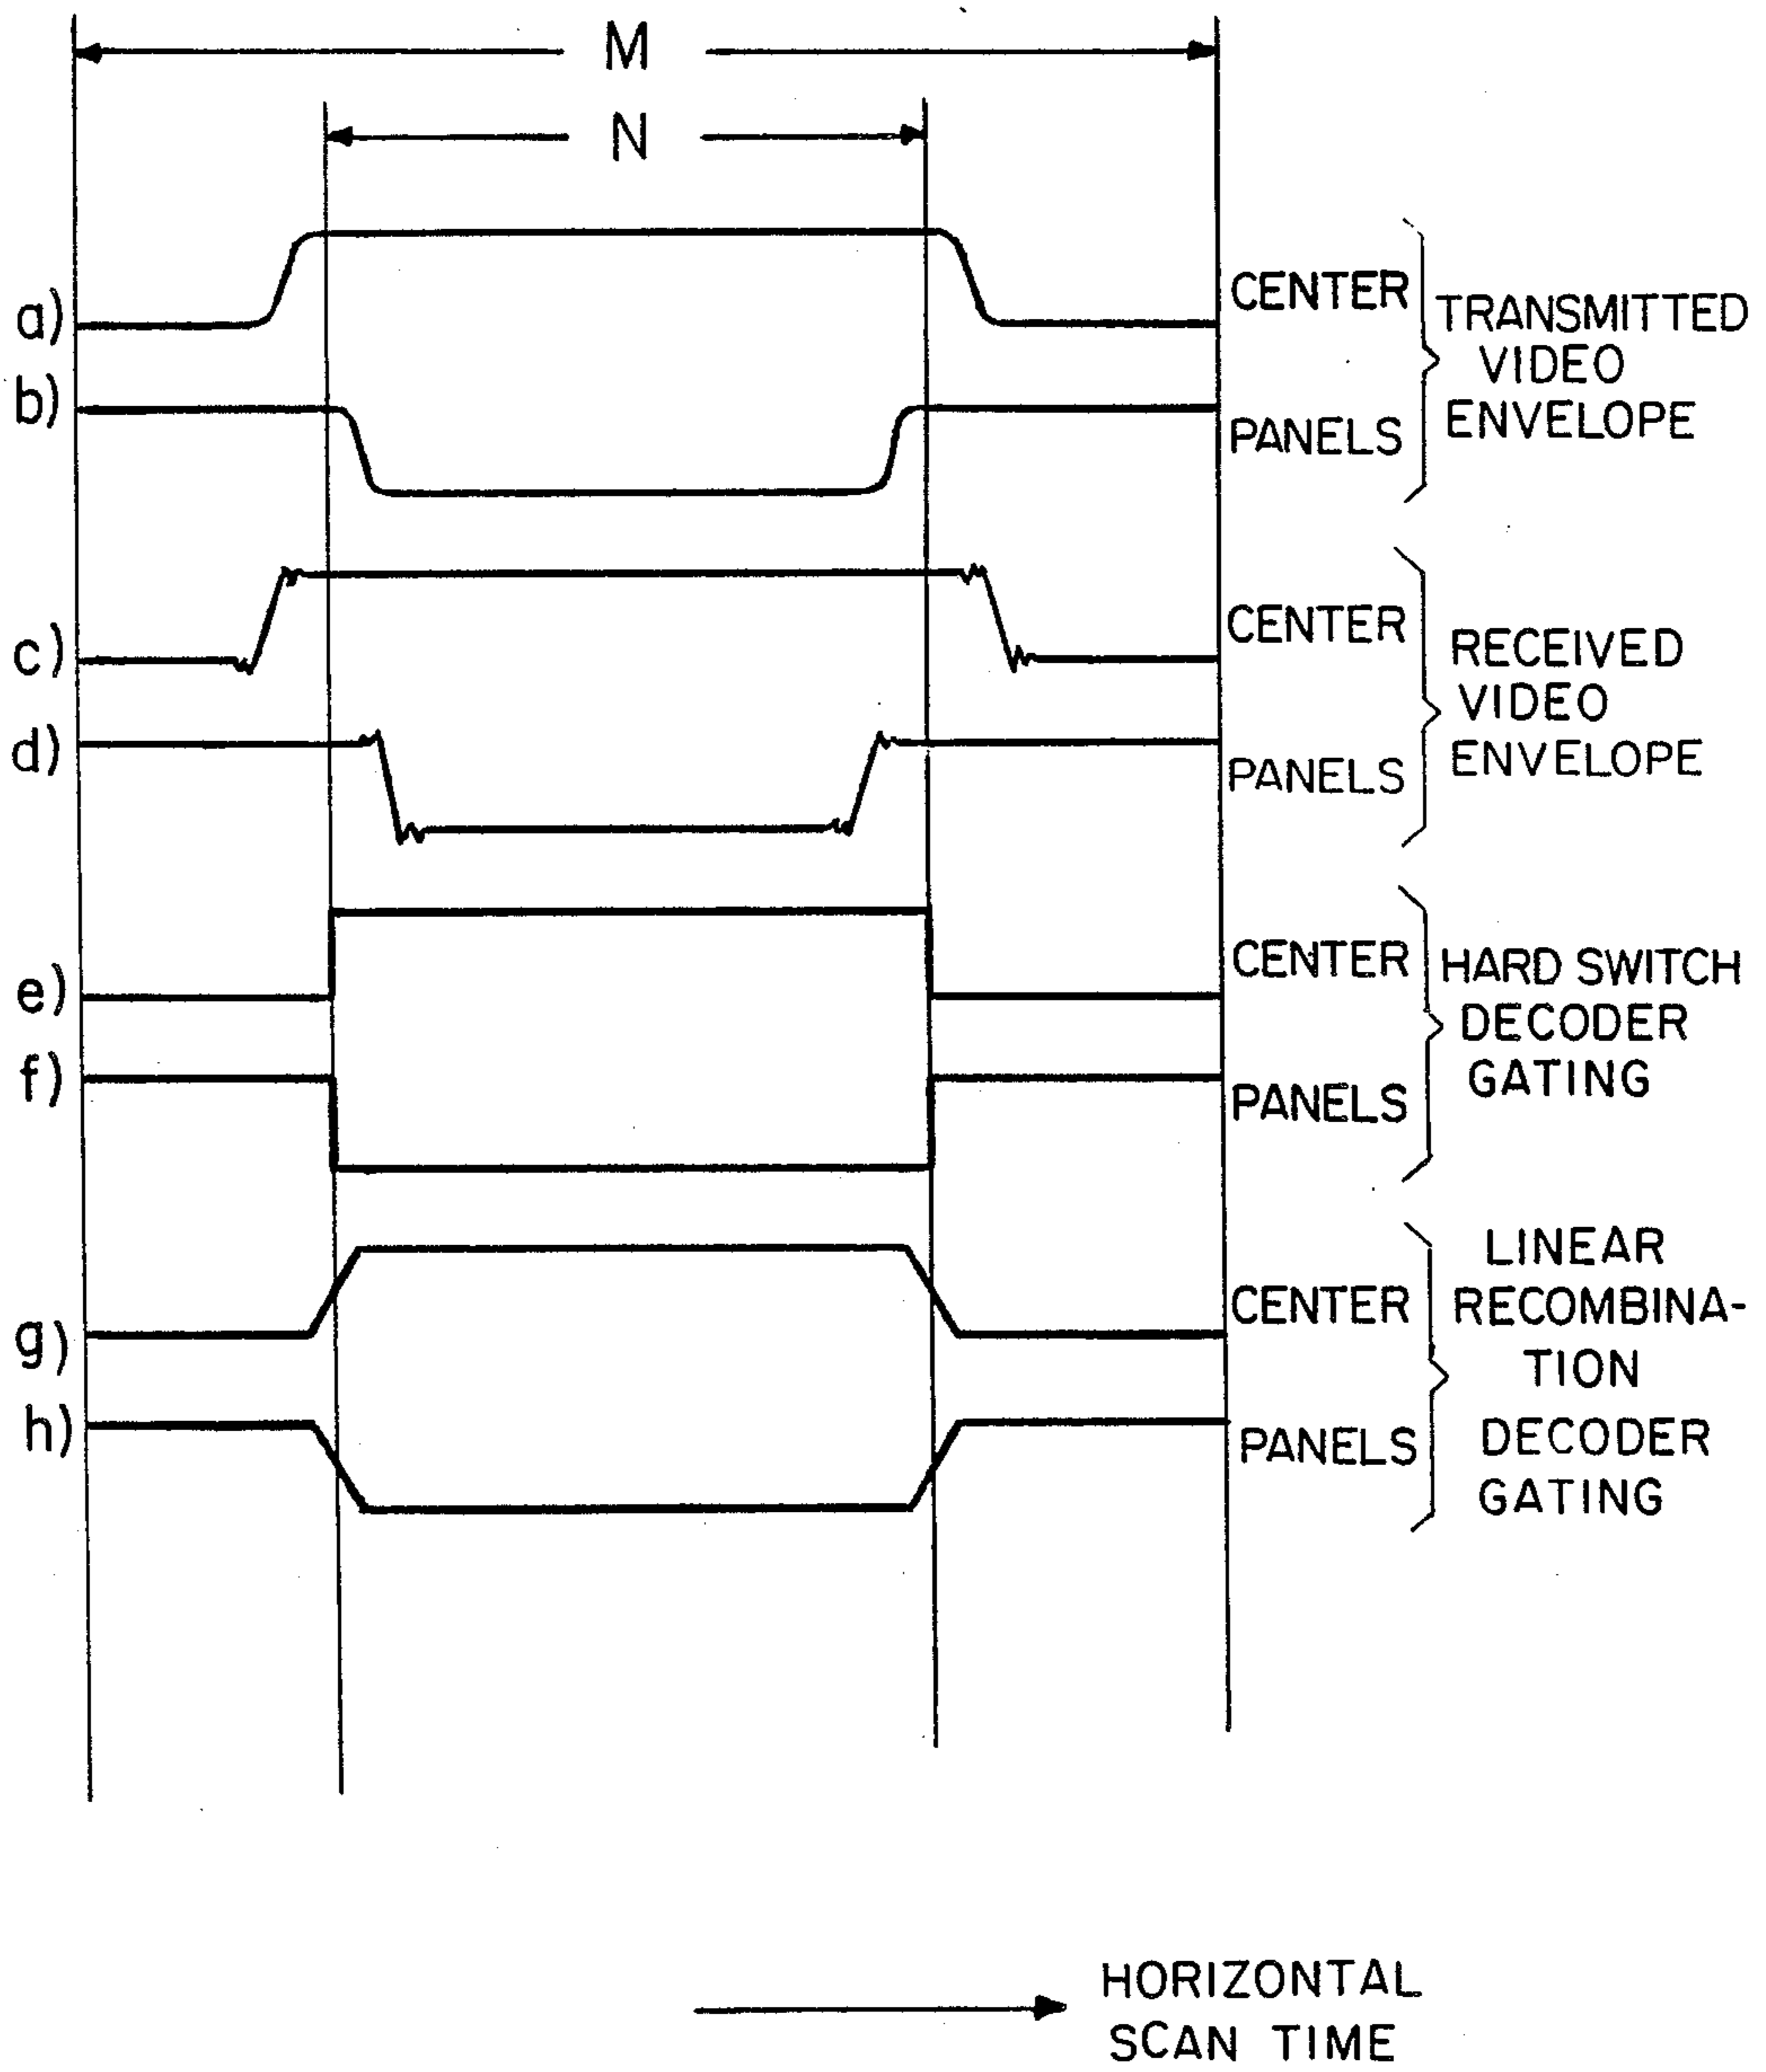 M
N
a)
CENTER
TRANSMITTED
VIDEO
ENVELOPE
b)
PANELS
c)
CENTER
RECEIVED
VIDEO
ENVELOPE
d)
PANELS
e)
CENTER
HARD SWITCH
DECODER
GATING
f)
PANELS
g)
CENTER
LINEAR
RECOMBINA-
TION
DECODER
GATING
h)
PANELS
HORIZONTAL
SCAN TIME